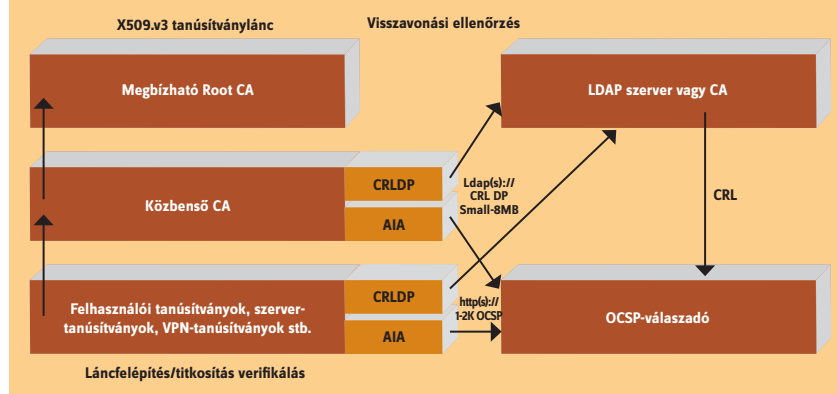 X509.v3 tanúsítványlánc
Visszavonási ellenőrzés
Megbízható Root CA
LDAP szerver vagy CA
Közbenső CA
CRLDP
AIA
Ldap(s)://
CRL DP
Small-8MB
CRL
Felhasználói tanúsítványok, szerver-
tanúsítványok, VPN-tanúsítványok stb.
CRLDP
AIA
http(s)://
1-2K OCSP
OCSP-válaszadó
Láncfelépítés/titkosítás verifikálás